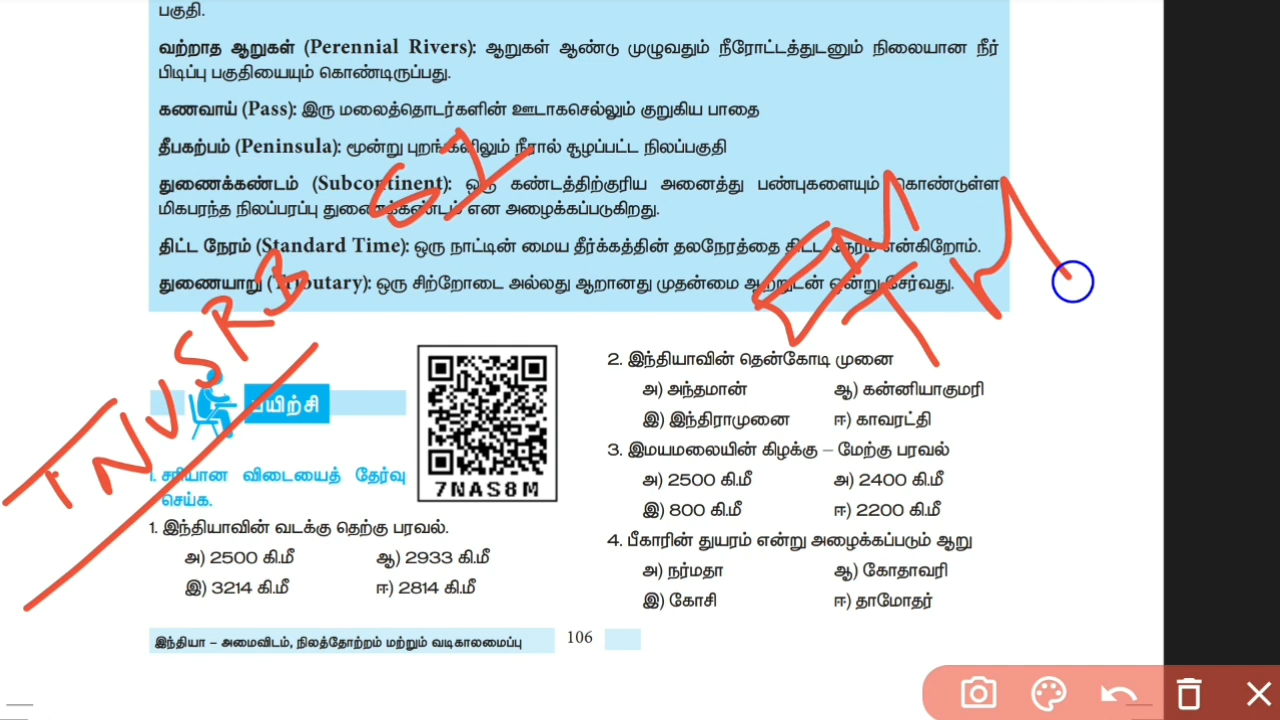 பகுதி.
வற்றாத ஆறுகள் (Perennial Rivers): ஆறுகள் ஆண்டு முழுவதும் நீரோட்டத்துடனும் நிலையான நீர்
பிடிப்பு பகுதியையும் கொண்டிருப்பது.
கணவாய் (Pass): இரு மலைத்தொடர்களின் ஊடாகசெல்லும் குறுகிய பாதை
தீபகற்பம் (Peninsula): மூன்று புறங்களிலும் நீரால் சூழப்பட்ட நிலப்பகுதி
துணைக்கண்டம் (Subcontinent): ஒரு கண்டத்திற்குரிய அனைத்து பண்புகளையும் கொண்டுள்ள
மிகபரந்த நிலப்பரப்பு துணைக்கண்டம் என அழைக்கப்படுகிறது.
திட்ட நேரம் (Standard Time): ஒரு நாட்டின் மைய தீர்க்கத்தின் தலநேரத்தை திட்ட நேரம் என்கிறோம்.
துணையாறு (Tributary): ஒரு சிற்றோடை அல்லது ஆறானது முதன்மை ஆற்றுடன் ஒன்று சேர்வது.
TNUSRB SI
பயிற்சி
I. சரியான விடையைத் தேர்வு
செய்க.
7NAS8M
1. இந்தியாவின் வடக்கு தெற்கு பரவல்.
அ) 2500 கி.மீ ஆ) 2933 கி.மீ
இ) 3214 கி.மீ ஈ) 2814 கி.மீ
2. இந்தியாவின் தென்கோடி முனை
அ) அந்தமான் ஆ) கன்னியாகுமரி
இ) இந்திராமுனை ஈ) காவரட்தி
3. இமயமலையின் கிழக்கு – மேற்கு பரவல்
அ) 2500 கி.மீ அ) 2400 கி.மீ
இ) 800 கி.மீ ஈ) 2200 கி.மீ
4. பீகாரின் துயரம் என்று அழைக்கப்படும் ஆறு
அ) நர்மதா ஆ) கோதாவரி
இ) கோசி ஈ) தாமோதர்
இந்தியா – அமைவிடம், நிலத்தோற்றம் மற்றும் வடிகாலமைப்பு 106